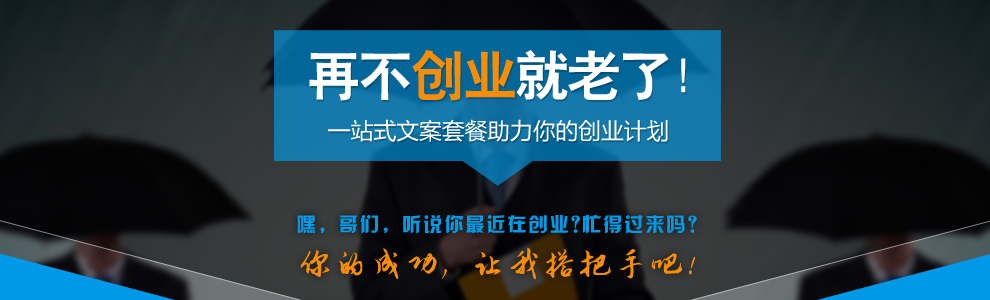 再不创业就老了!
一站式文案套餐助力你的创业计划
嘿，哥们，听说你最近在创业?忙得过来吗?
你的成功，让我搭把手吧!